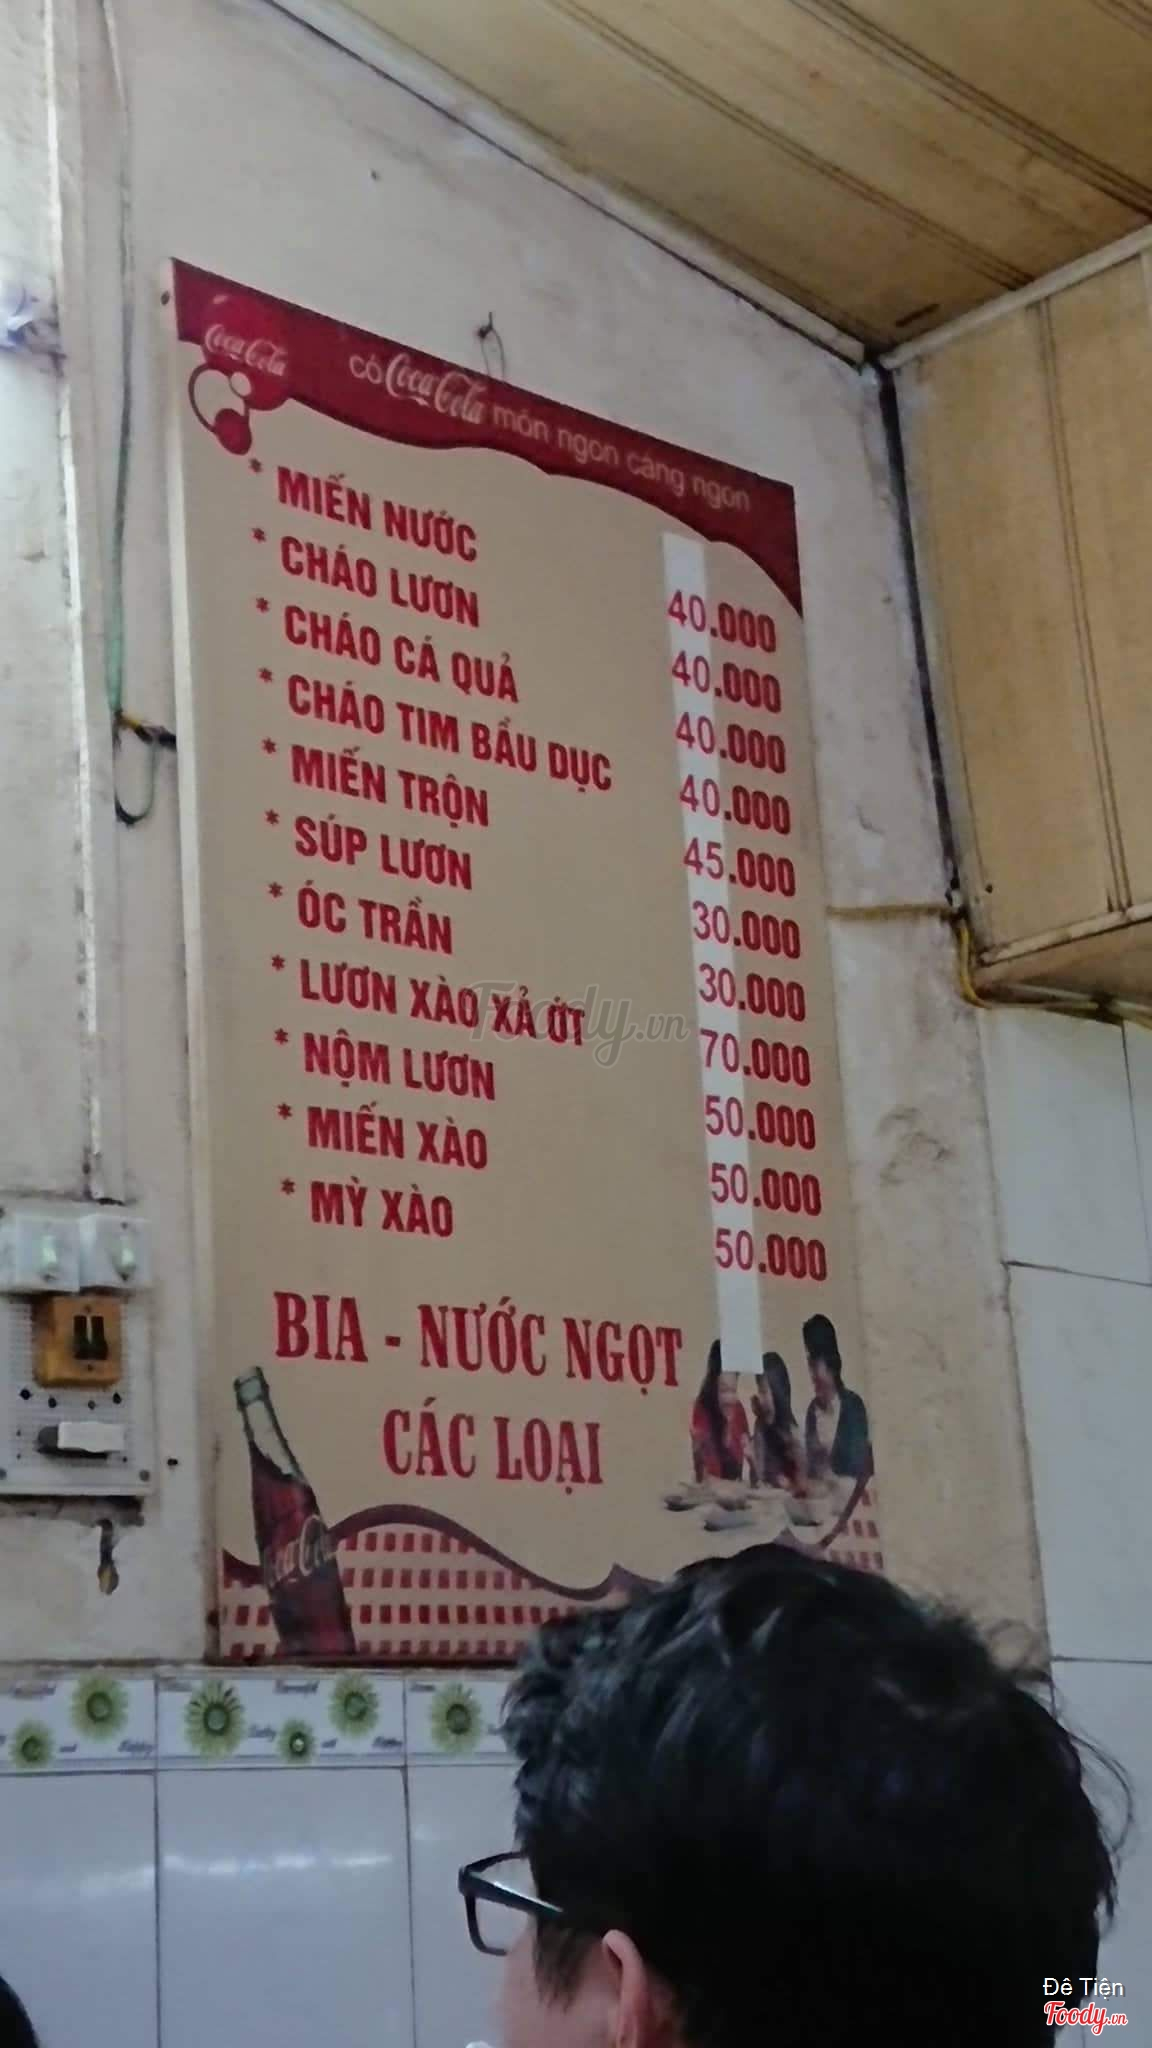 Coca-Cola
có Coca-Cola món ngon càng ngon
* MIẾN NƯỚC 40.000
* CHÁO LƯƠN 40.000
* CHÁO CÁ QUẢ 40.000
* CHÁO TIM BẦU DỤC 40.000
* MIẾN TRỘN 45.000
* SÚP LƯƠN 30.000
* ÓC TRẦN 30.000
* LƯƠN XÀO XẢ ỚT 70.000
* NỘM LƯƠN 50.000
* MIẾN XÀO 50.000
* MỲ XÀO 50.000
Foody.vn
BIA - NƯỚC NGỌT
CÁC LOẠI
Coca-Cola
Đê Tiện
Foody.vn